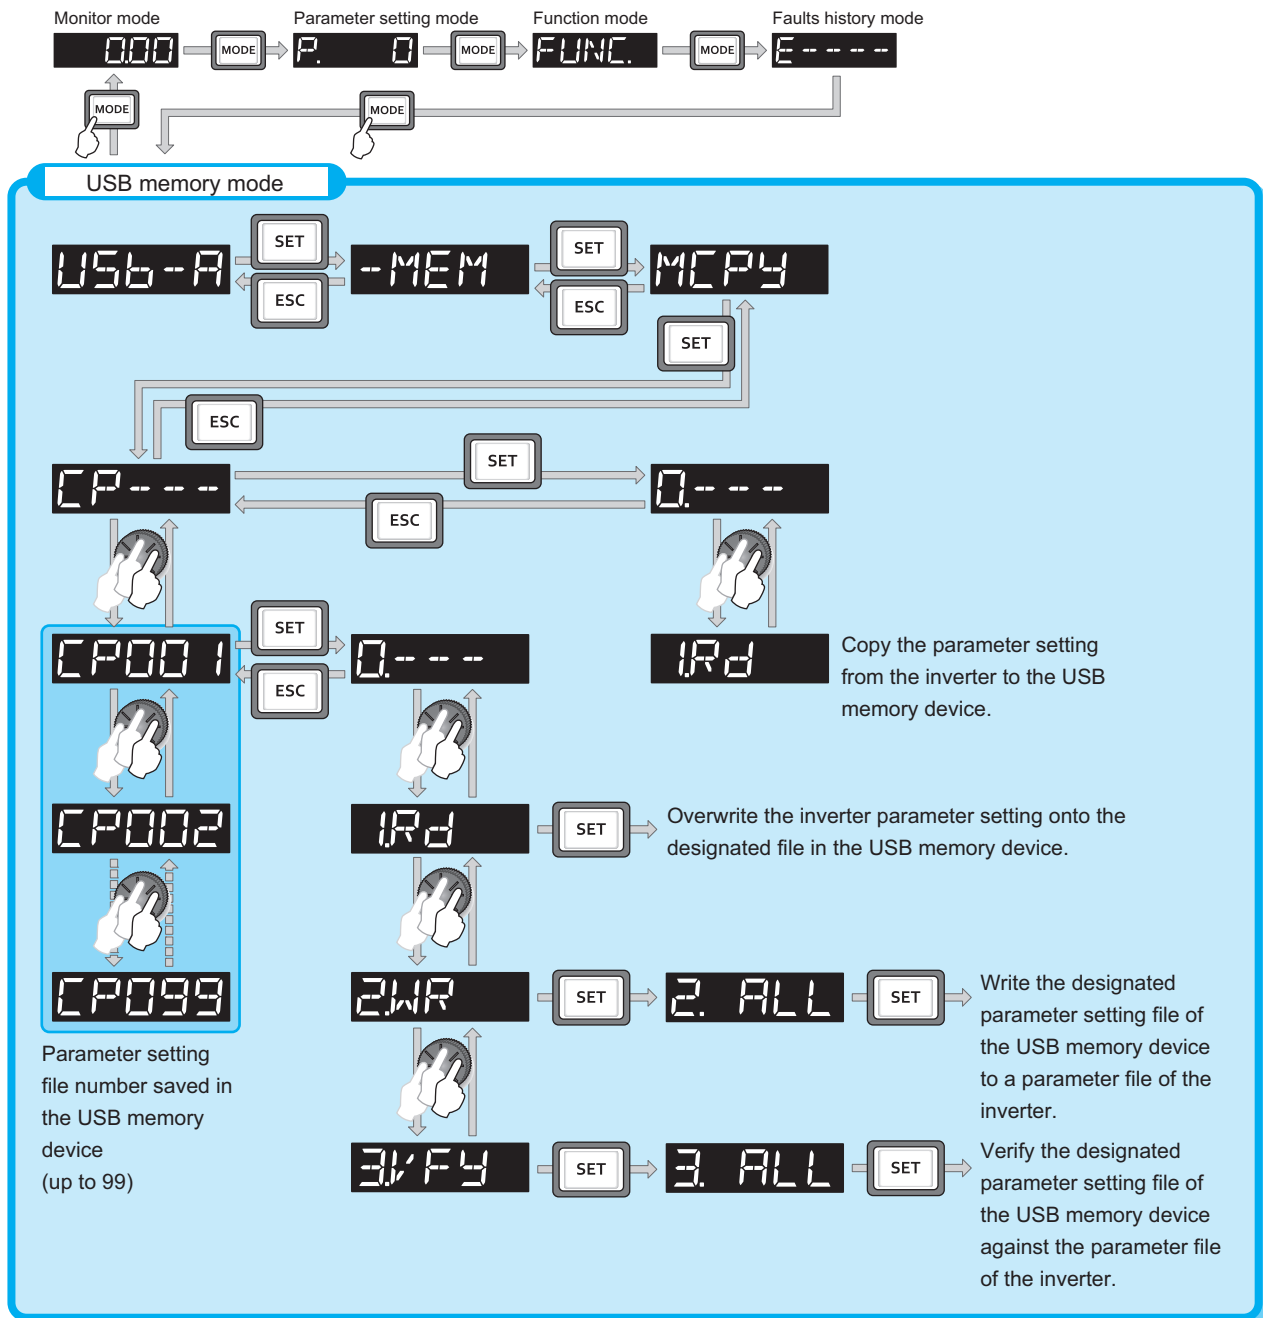 Monitor mode
Parameter setting mode
Function mode
Faults history mode
0.00
MODE
P. 0
MODE
FUNC.
MODE
E----
MODE
MODE
USB memory mode
USb-A
SET
ESC
-MEM
SET
ESC
MCPY
SET
ESC
CP---
SET
ESC
0.---
1.Rd
Copy the parameter setting
from the inverter to the USB
memory device.
CP001
SET
ESC
0.---
CP002
1.Rd
SET
Overwrite the inverter parameter setting onto the
designated file in the USB memory device.
CP099
Parameter setting
file number saved in
the USB memory
device
(up to 99)
2.WR
SET
2. ALL
SET
Write the designated
parameter setting file of
the USB memory device
to a parameter file of the
inverter.
3.VFY
SET
3. ALL
SET
Verify the designated
parameter setting file of
the USB memory device
against the parameter file
of the inverter.